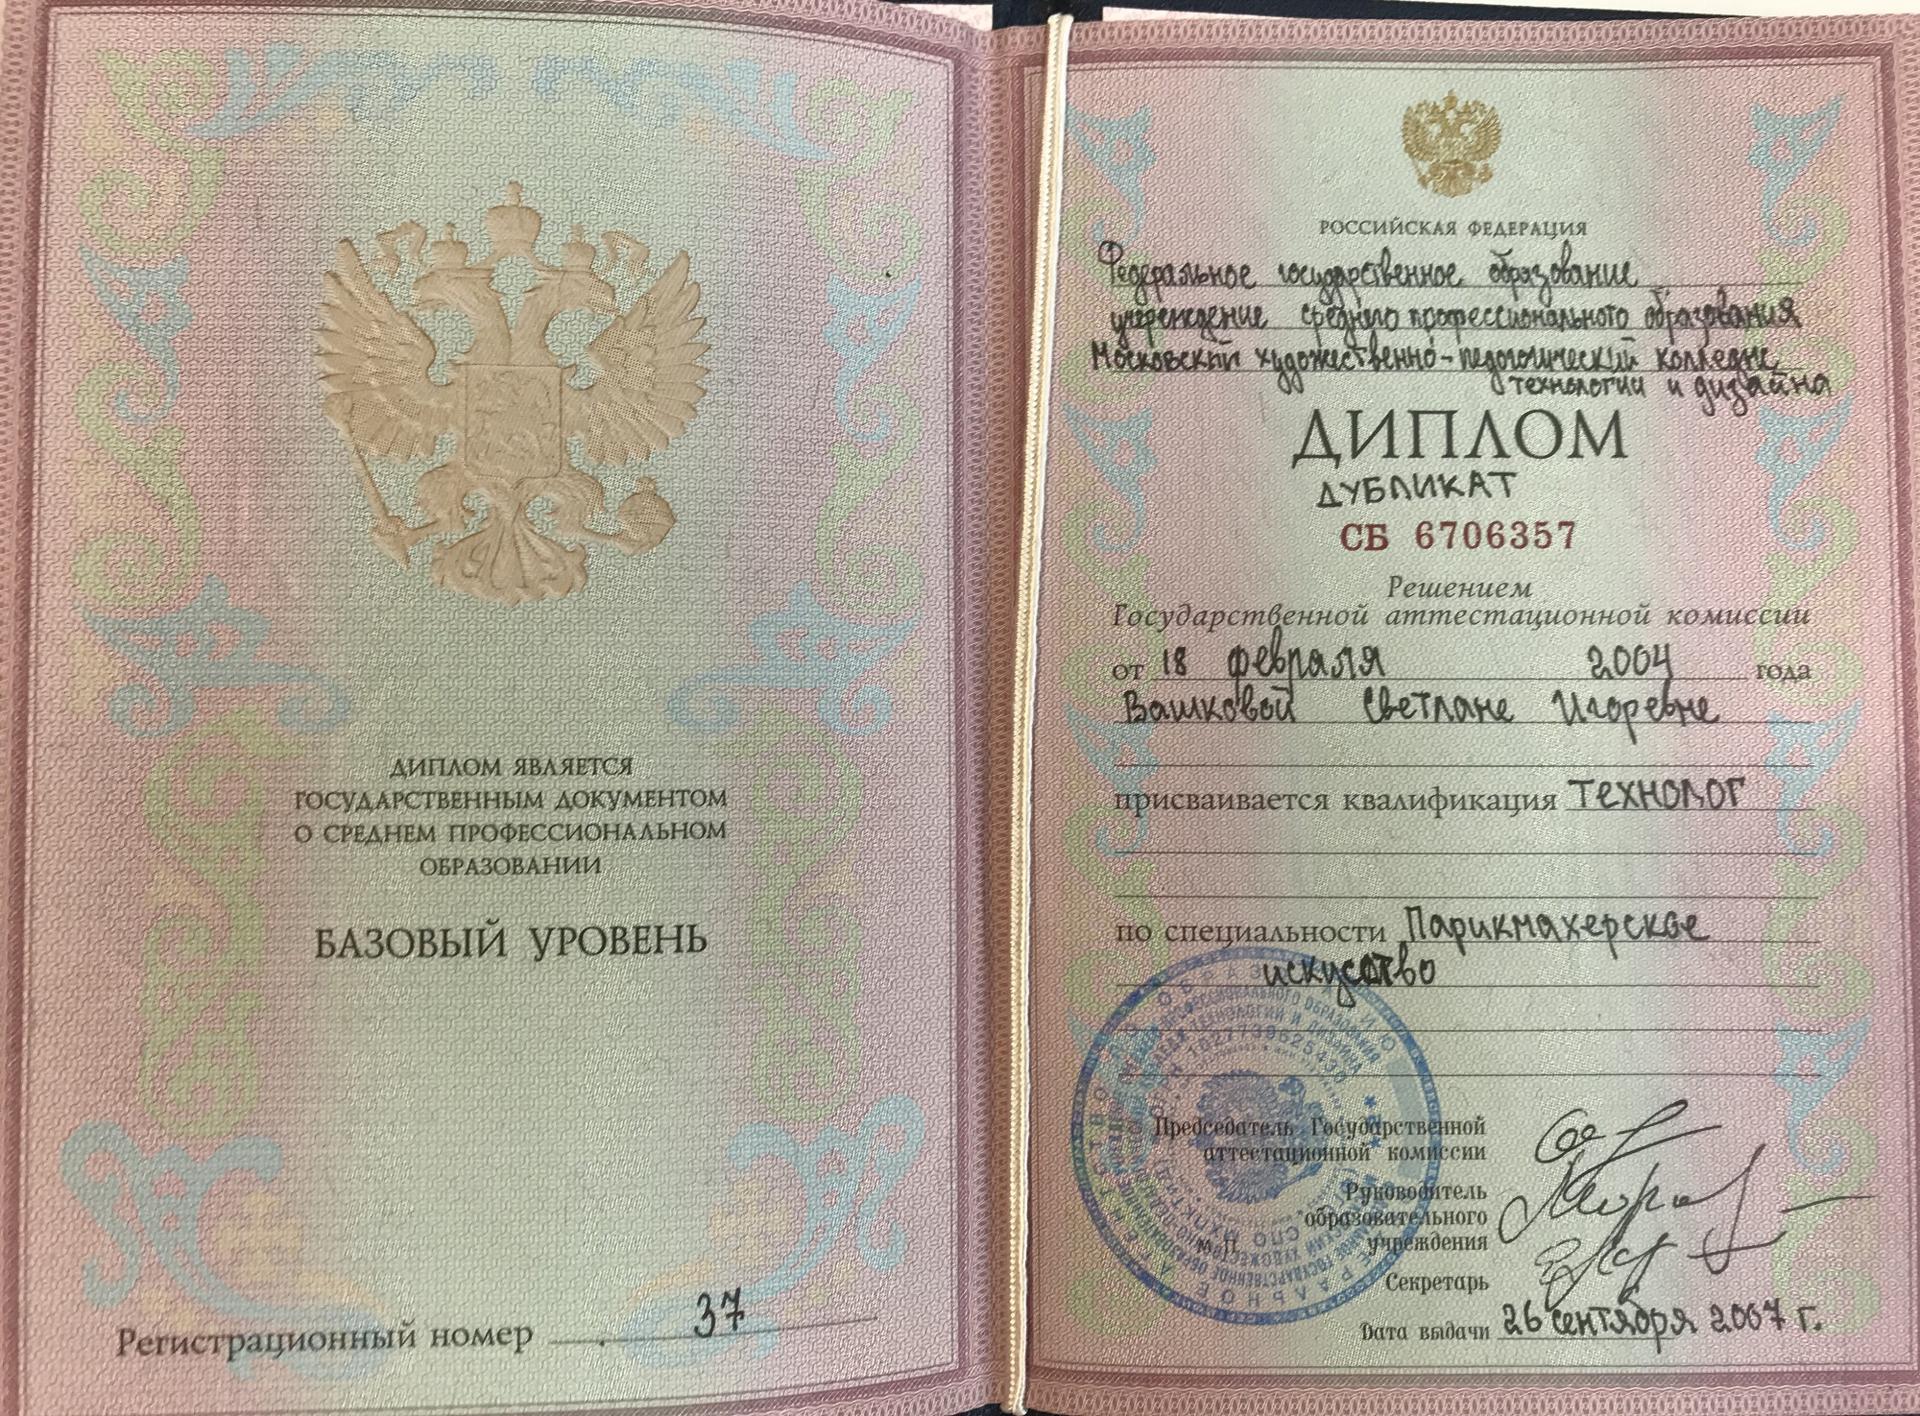 ДИПЛОМ ЯВЛЯЕТСЯ
ГОСУДАРСТВЕННЫМ ДОКУМЕНТОМ
О СРЕДНЕМ ПРОФЕССИОНАЛЬНОМ
ОБРАЗОВАНИИ
БАЗОВЫЙ УРОВЕНЬ
Регистрационный номер 37
РОССИЙСКАЯ ФЕДЕРАЦИЯ
Федеральное государственное образование
учереждение среднего профессионального образования
Московский художественно-педогогический колледж
технологии и дизайна
ДИПЛОМ
ДУБЛИКАТ
СБ 6706357
Решением
Государственной аттестационной комиссии
от 18 февраля 2004 года
Вашковой Светлане Игоревне
присваивается квалификация Технолог
по специальности Парикмахерское
искусство
Председатель Государственной
аттестационной комиссии
Руководитель
образовательного
М.П. учреждения
Секретарь
Дата выдачи 26 сентября 2007 г.